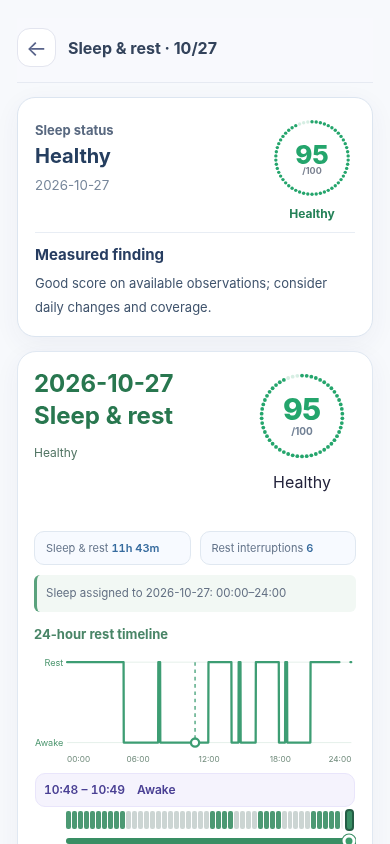 Sleep & rest · 10/27
Sleep status
Healthy
2026-10-27
95
/100
Healthy
Measured finding
Good score on available observations; consider
daily changes and coverage.
2026-10-27
Sleep & rest
Healthy
95
/100
Healthy
Sleep & rest 11h 43m
Rest interruptions 6
Sleep assigned to 2026-10-27: 00:00–24:00
24-hour rest timeline
Rest
Awake
00:00 06:00 12:00 18:00 24:00
10:48 – 10:49 Awake